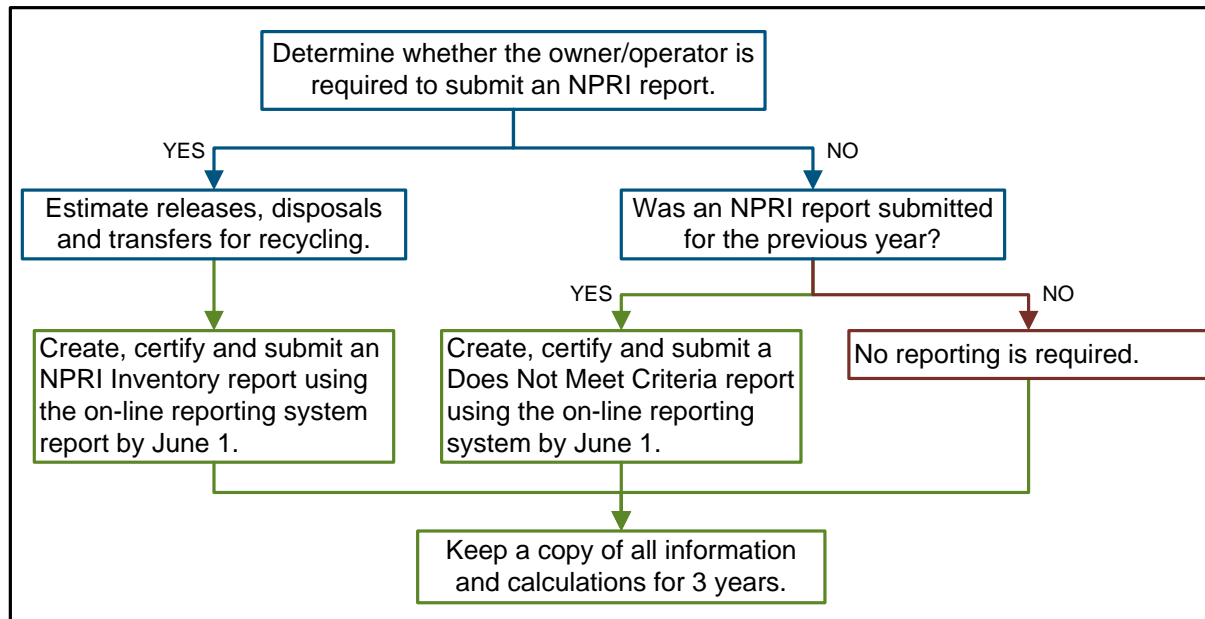 Determine whether the owner/operator is
required to submit an NPRI report.
YES
NO
Estimate releases, disposals
and transfers for recycling.
Was an NPRI report submitted
for the previous year?
YES
NO
Create, certify and submit an
NPRI Inventory report using
the on-line reporting system
report by June 1.
Create, certify and submit a
Does Not Meet Criteria report
using the on-line reporting
system by June 1.
No reporting is required.
Keep a copy of all information
and calculations for 3 years.